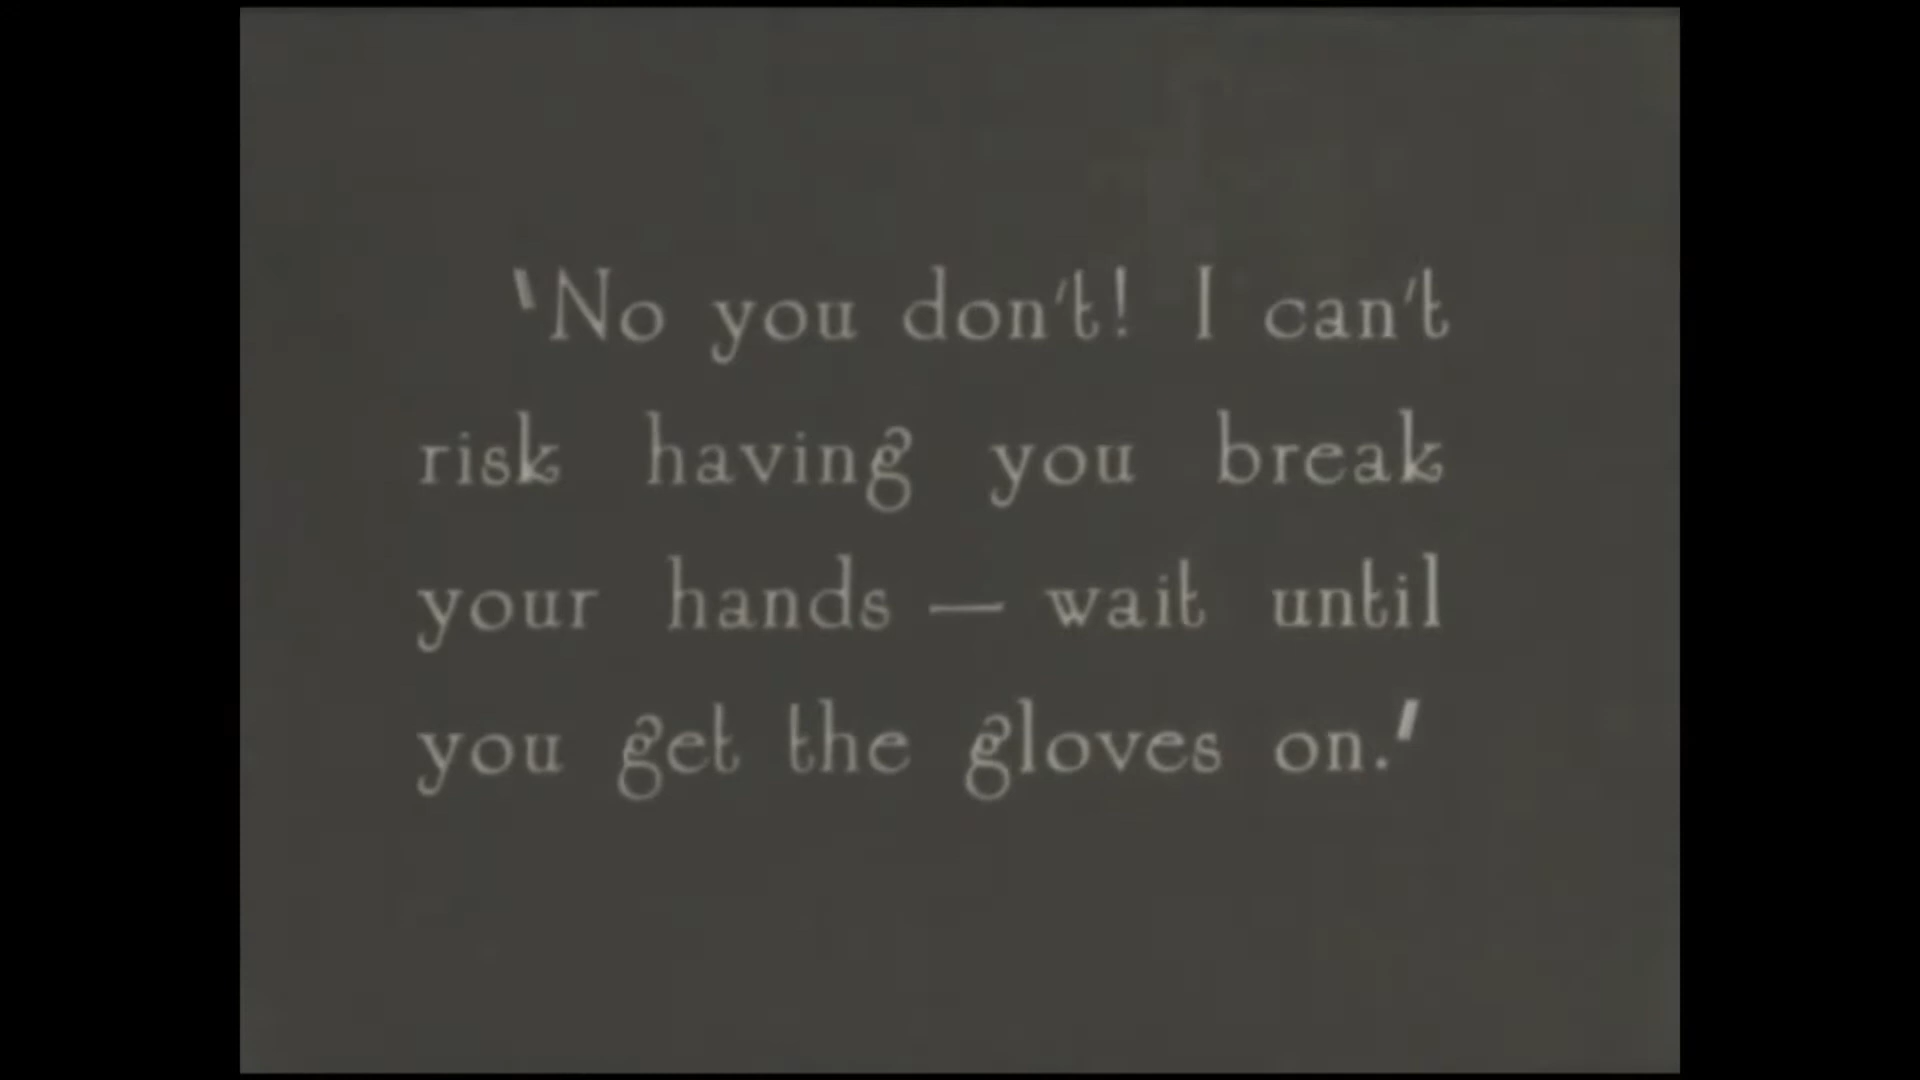 'No you don't! I can't
risk having you break
your hands — wait until
you get the gloves on.'